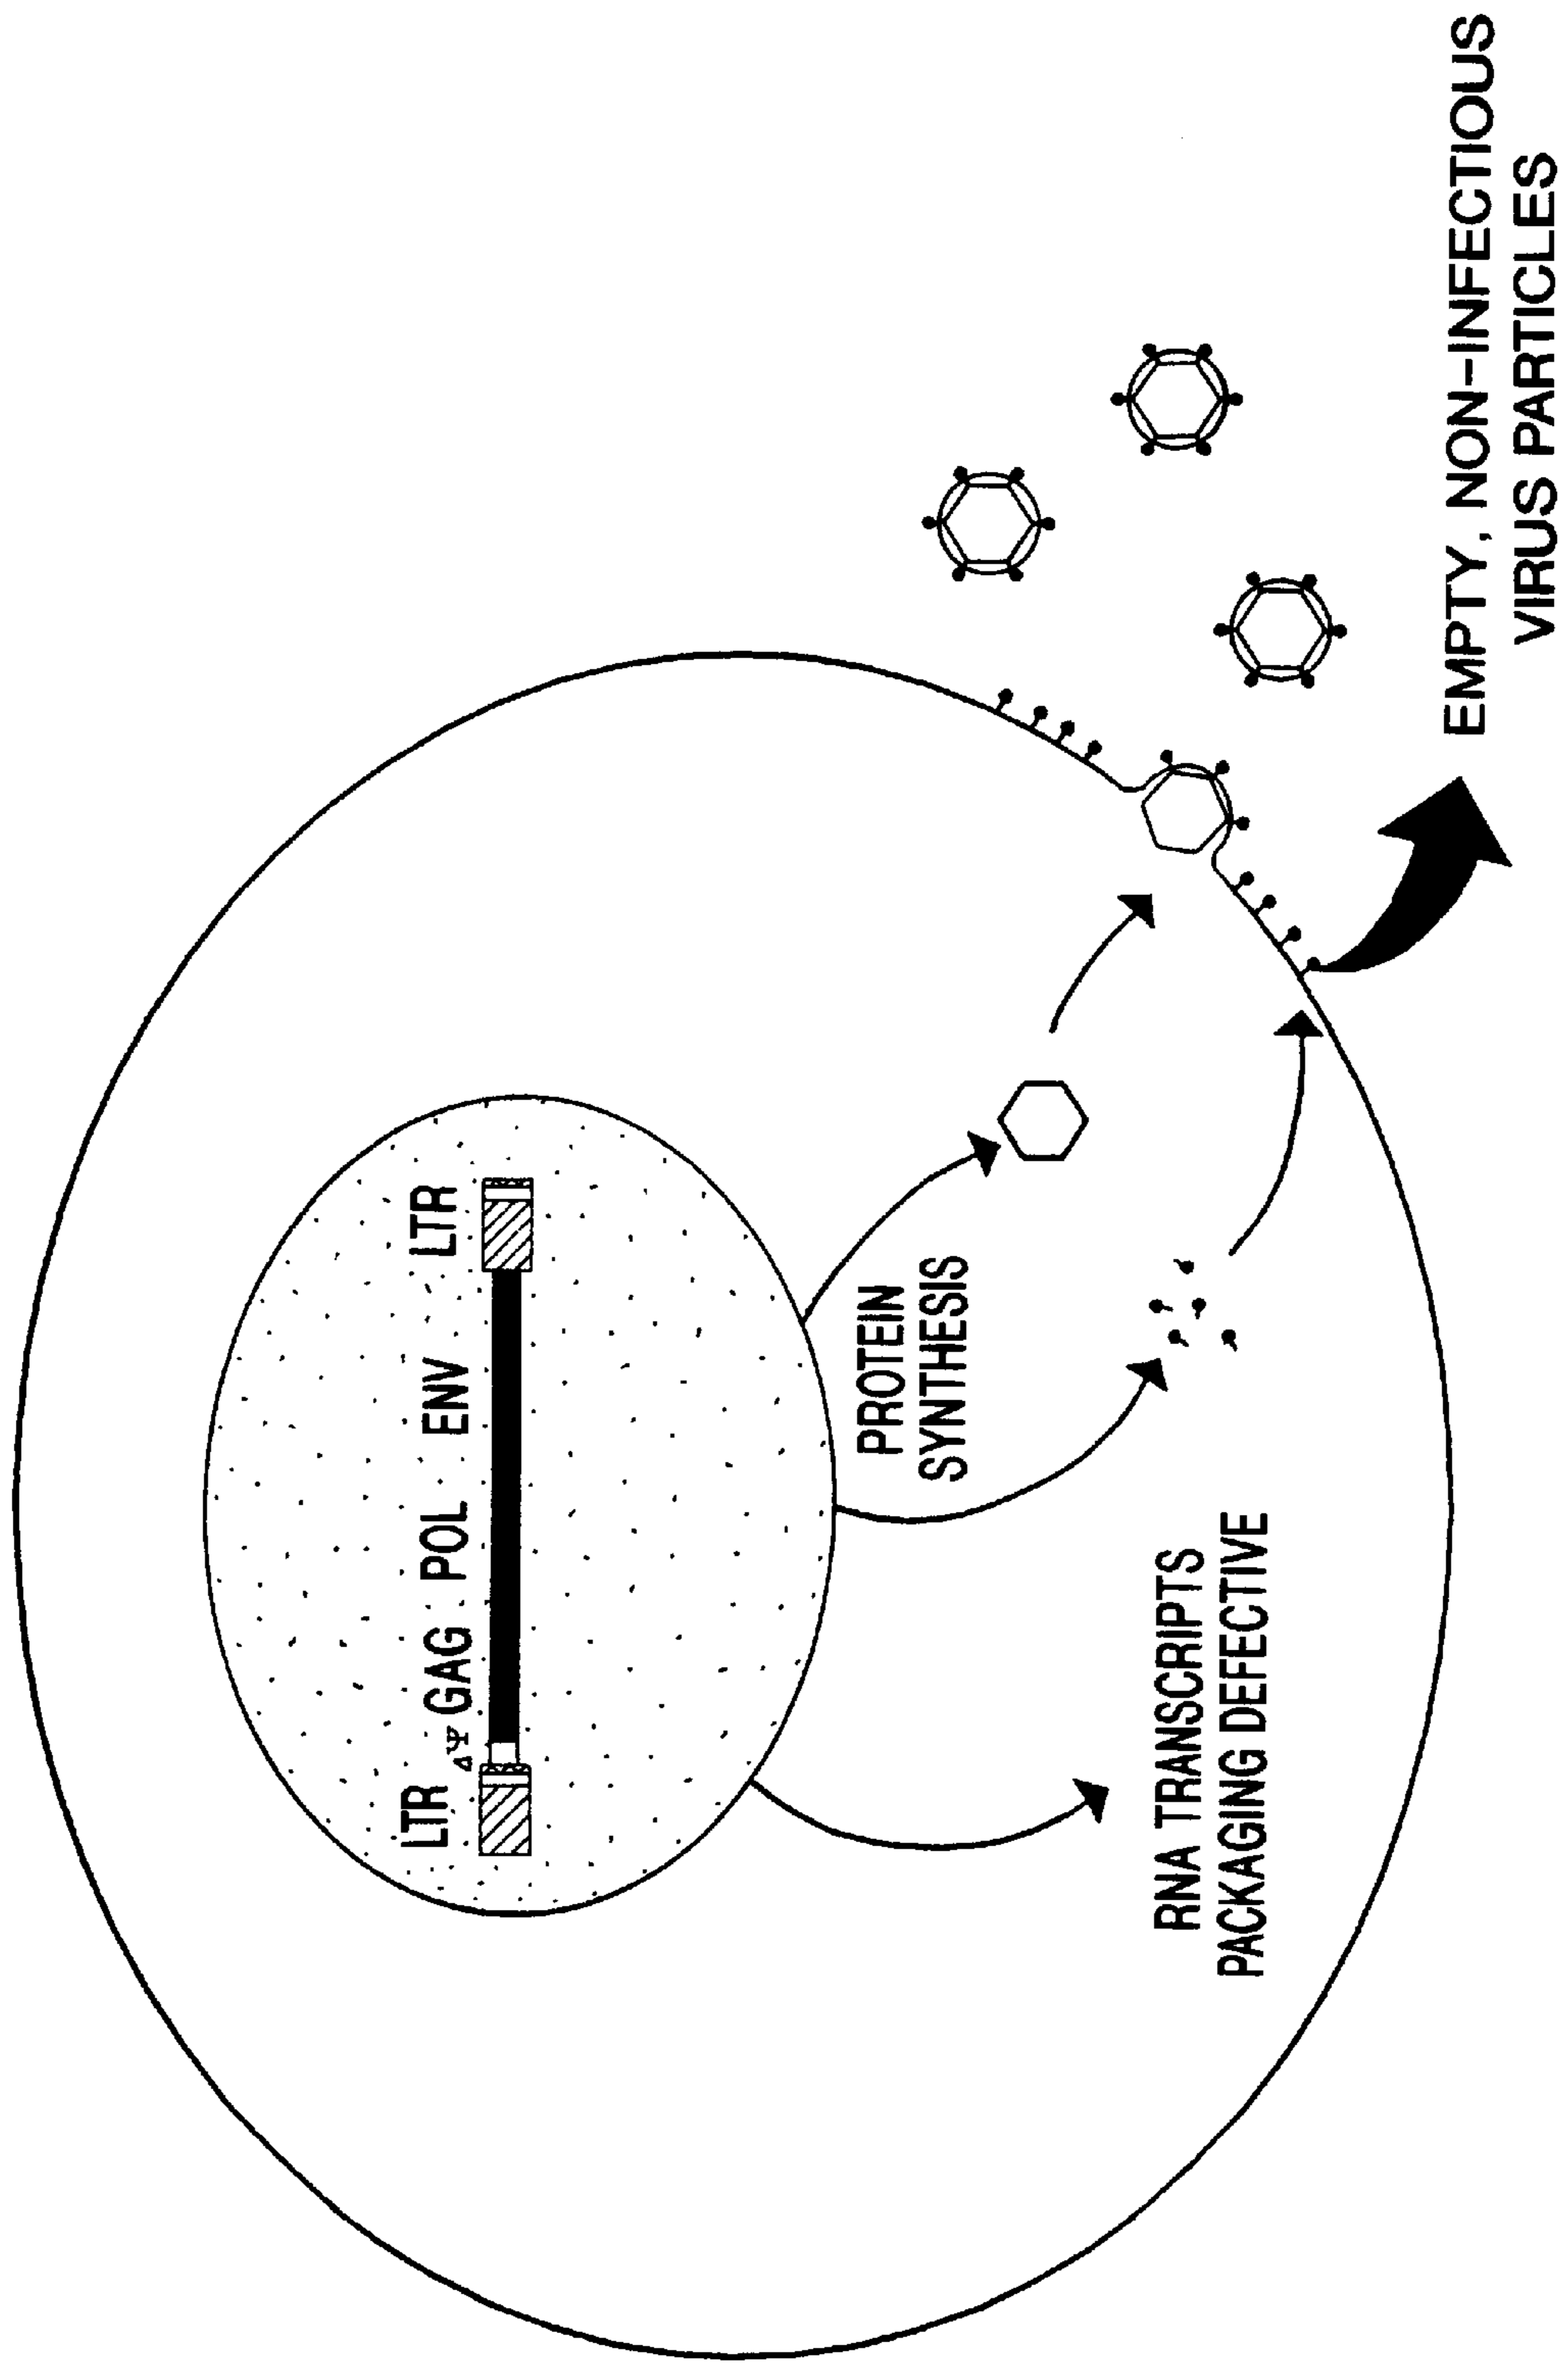 LTR ΔΨ GAG POL ENV LTR
PROTEIN
SYNTHESIS
RNA TRANSCRIPTS
PACKAGING DEFECTIVE
EMPTY, NON-INFECTIOUS
VIRUS PARTICLES